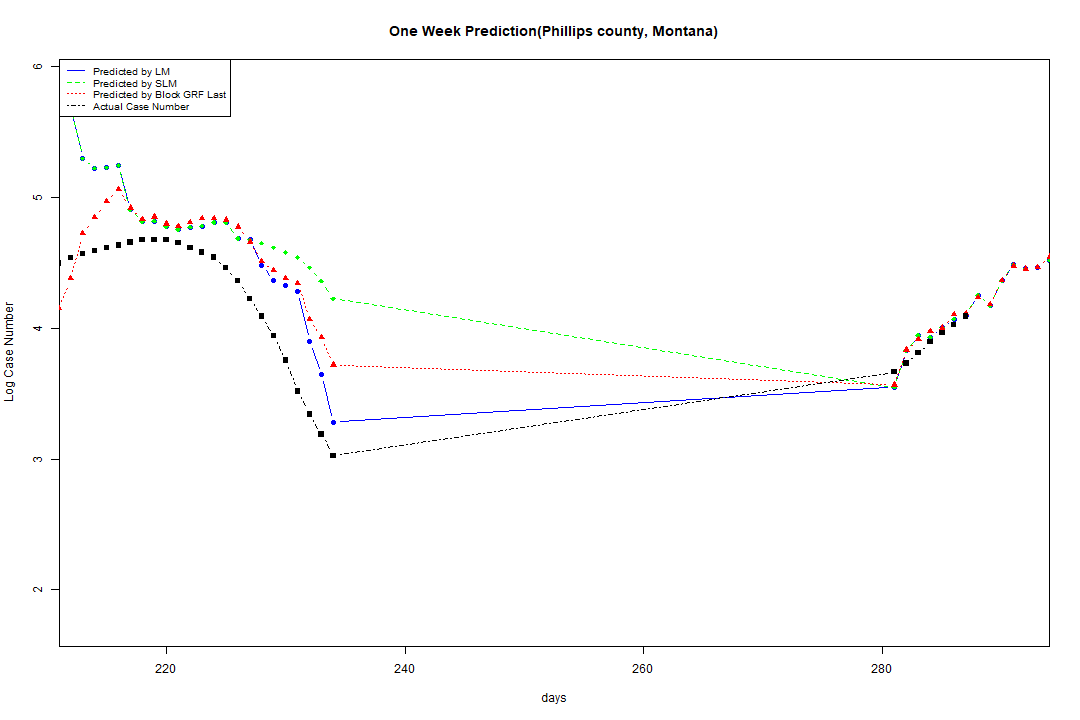 One Week Prediction(Phillips county, Montana)
Predicted by LM
Predicted by SLM
Predicted by Block GRF Last
Actual Case Number
6
5
4
3
2
Log Case Number
220 240 260 280
days